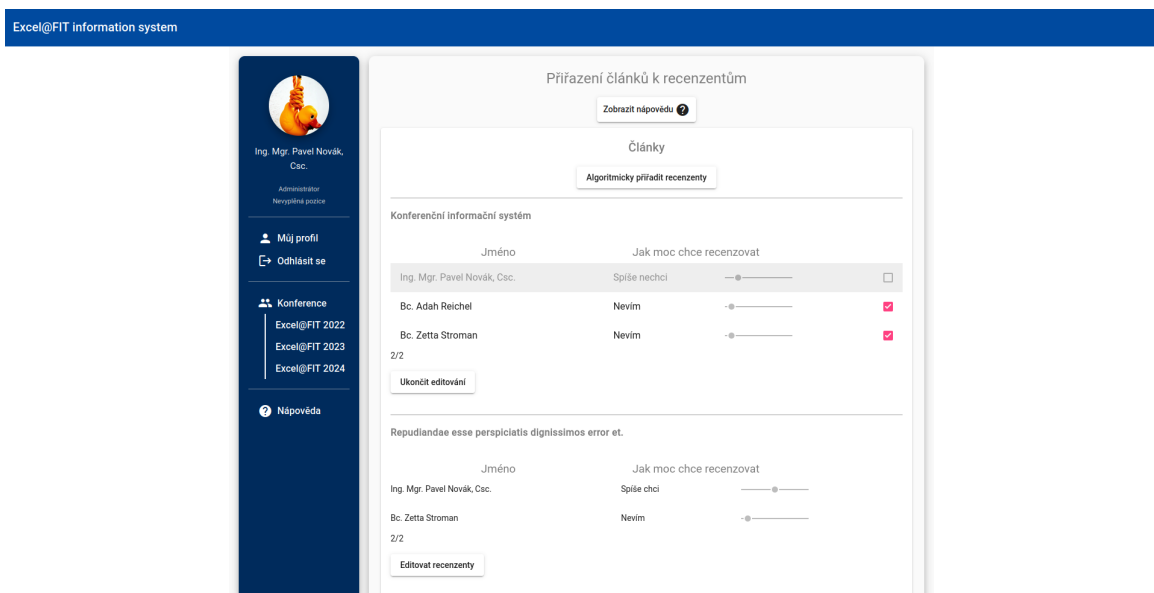 Excel@FIT information system
Ing. Mgr. Pavel Novák,
Csc.
Administrátor
Nevyplěná pozice
Můj profil
Odhlásit se
Konference
Excel@FIT 2022
Excel@FIT 2023
Excel@FIT 2024
Nápověda
Přiřazení článků k recenzentům
Zobrazit nápovědu
Články
Algoritmicky přiřadit recenzenty
Konferenční informační systém
Jméno Jak moc chce recenzovat
Ing. Mgr. Pavel Novák, Csc. Spíše nechci
Bc. Adah Reichel Nevím
Bc. Zetta Stroman Nevím
2/2
Ukončit editování
Repudiandae esse perspiciatis dignissimos error et.
Jméno Jak moc chce recenzovat
Ing. Mgr. Pavel Novák, Csc. Spíše chci
Bc. Zetta Stroman Nevím
2/2
Editovat recenzenty